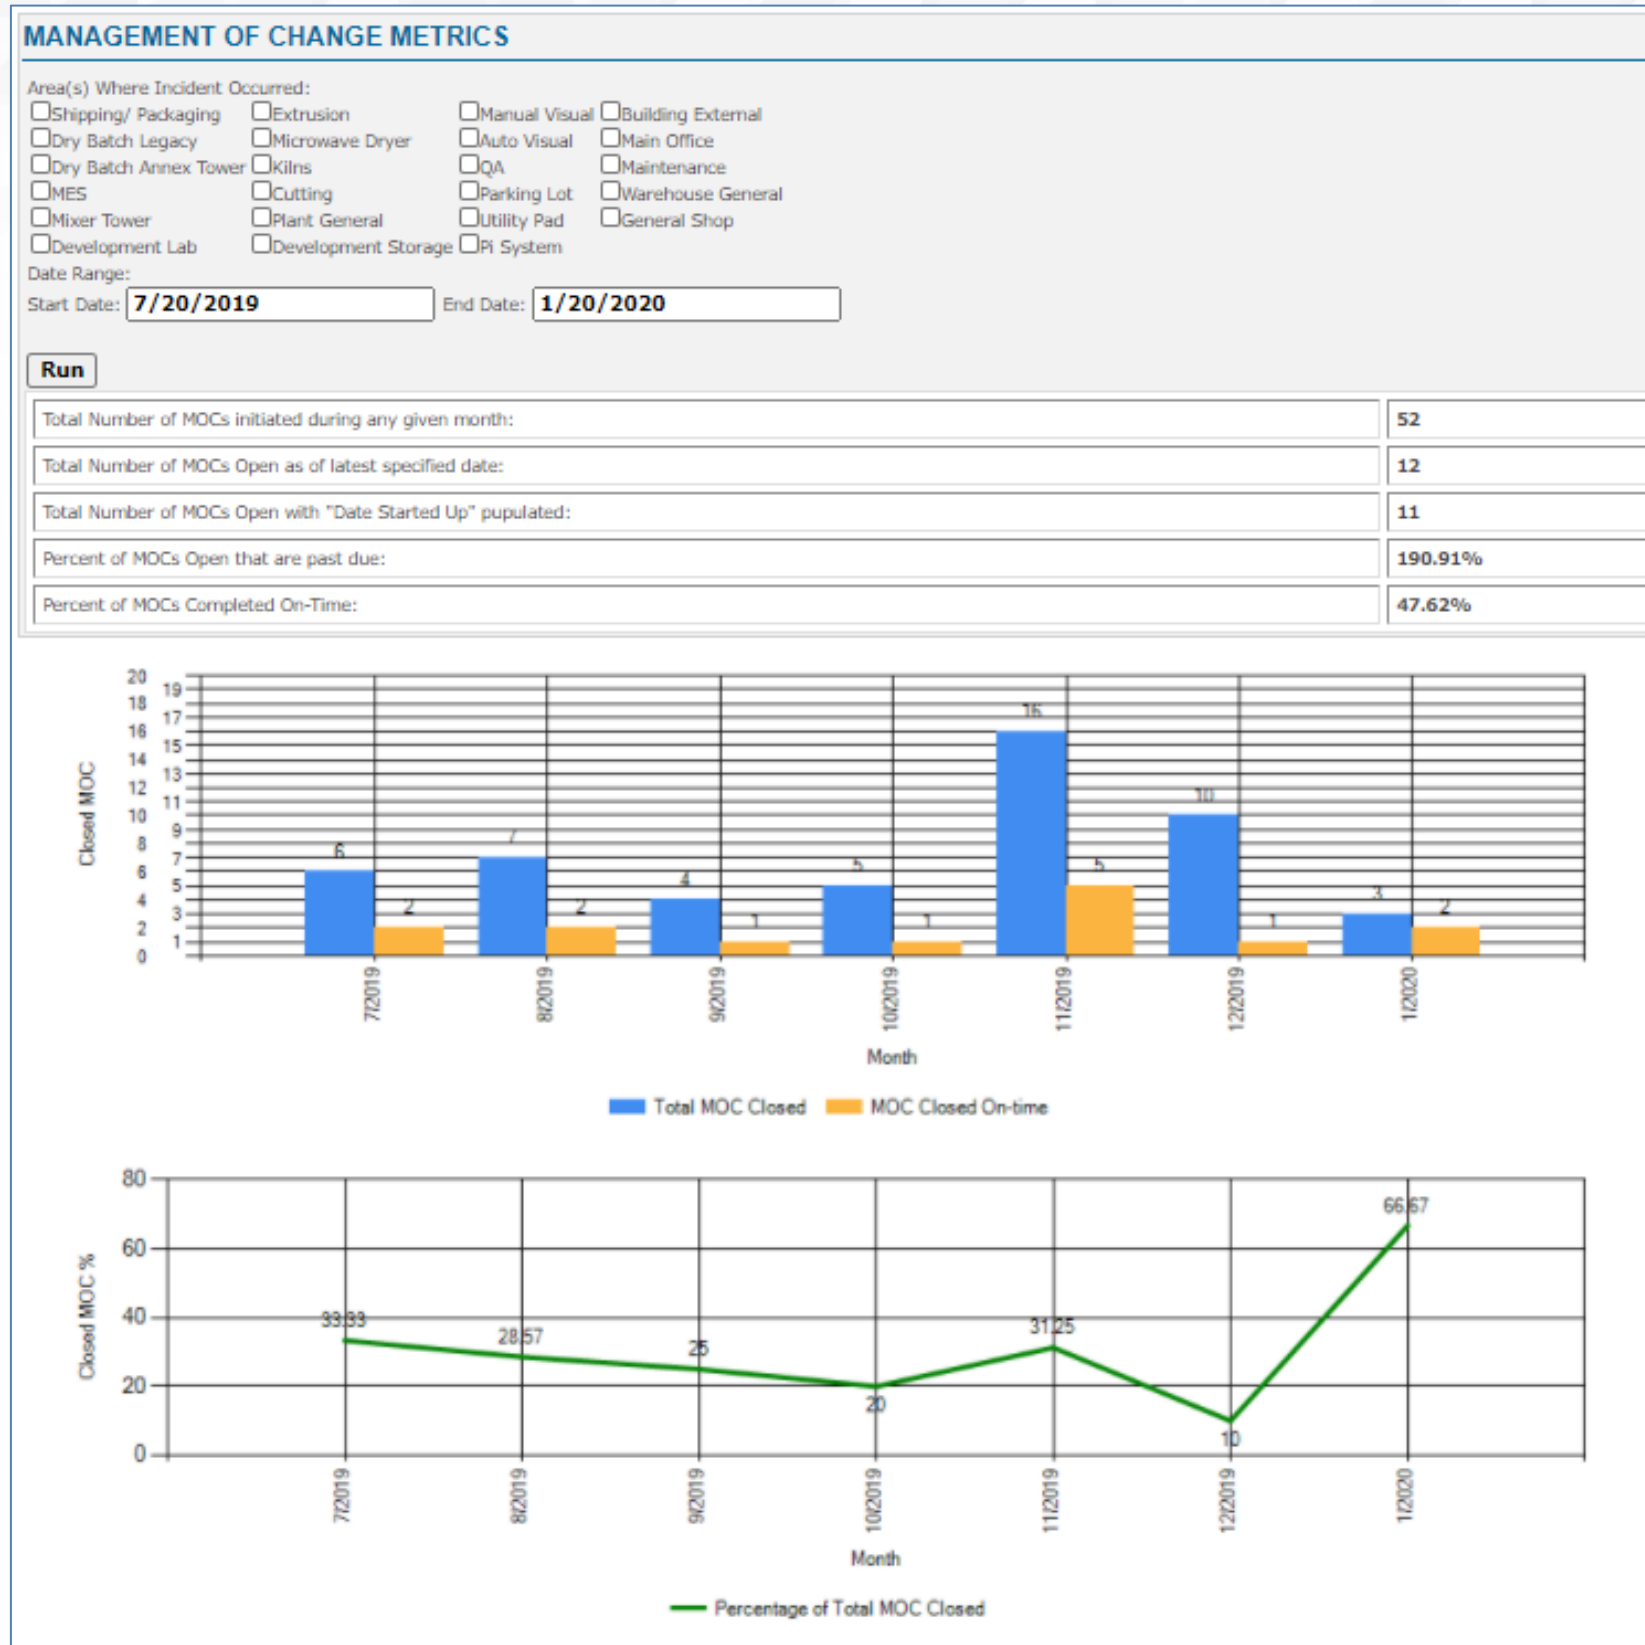 MANAGEMENT OF CHANGE METRICS
Area(s) Where Incident Occurred:
Shipping/ Packaging Extrusion Manual Visual Building External
Dry Batch Legacy Microwave Dryer Auto Visual Main Office
Dry Batch Annex Tower Kilns QA Maintenance
MES Cutting Parking Lot Warehouse General
Mixer Tower Plant General Utility Pad General Shop
Development Lab Development Storage Pi System
Date Range:
Start Date: 7/20/2019 End Date: 1/20/2020
Run
Total Number of MOCs initiated during any given month: 52
Total Number of MOCs Open as of latest specified date: 12
Total Number of MOCs Open with "Date Started Up" pupulated: 11
Percent of MOCs Open that are past due: 190.91%
Percent of MOCs Completed On-Time: 47.62%
Closed MOC
20
19
18
17
16
15
14
13
12
11
10
9
8
7
6
5
4
3
2
1
0
6 2 7 2 4 1 5 1 16 5 10 1 3 2
7/2019 8/2019 9/2019 10/2019 11/2019 12/2019 1/2020
Month
Total MOC Closed MOC Closed On-time
Closed MOC %
80
60
40
20
0
33.33 28.57 25 20 31.25 10 66.67
7/2019 8/2019 9/2019 10/2019 11/2019 12/2019 1/2020
Month
Percentage of Total MOC Closed